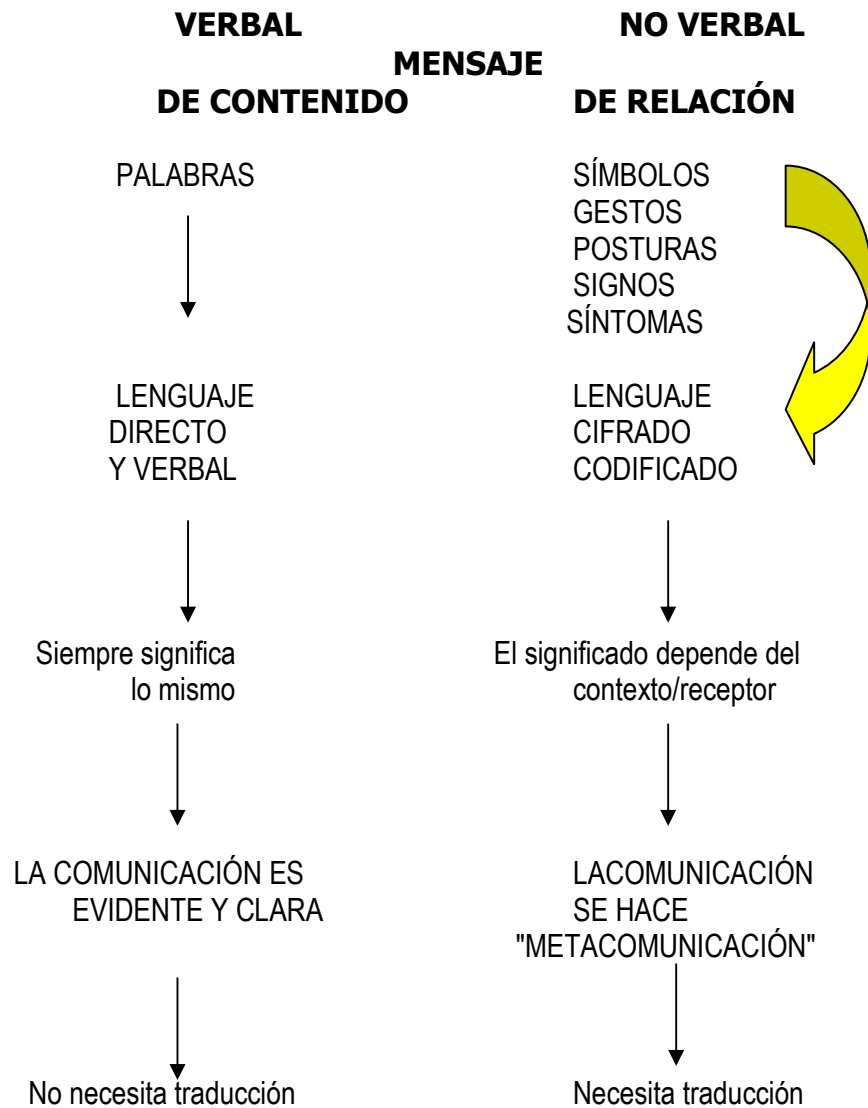 VERBAL NO VERBAL
MENSAJE
DE CONTENIDO DE RELACIÓN
PALABRAS
LENGUAJE
DIRECTO
Y VERBAL
Siempre significa
lo mismo
LA COMUNICACIÓN ES
EVIDENTE Y CLARA
No necesita traducción
SÍMBOLOS
GESTOS
POSTURAS
SIGNOS
SÍNTOMAS
LENGUAJE
CIFRADO
CODIFICADO
El significado depende del
contexto/receptor
LACOMUNICACIÓN
SE HACE
"METACOMUNICACIÓN"
Necesita traducción